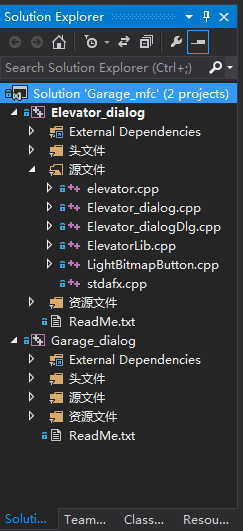 Solution Explorer
Search Solution Explorer (Ctrl+;)
Solution 'Garage_mfc' (2 projects)
Elevator_dialog
External Dependencies
头文件
源文件
elevator.cpp
Elevator_dialog.cpp
Elevator_dialogDlg.cpp
ElevatorLib.cpp
LightBitmapButton.cpp
stdafx.cpp
资源文件
ReadMe.txt
Garage_dialog
External Dependencies
头文件
源文件
资源文件
ReadMe.txt
Soluti... Team... Class... Resou...